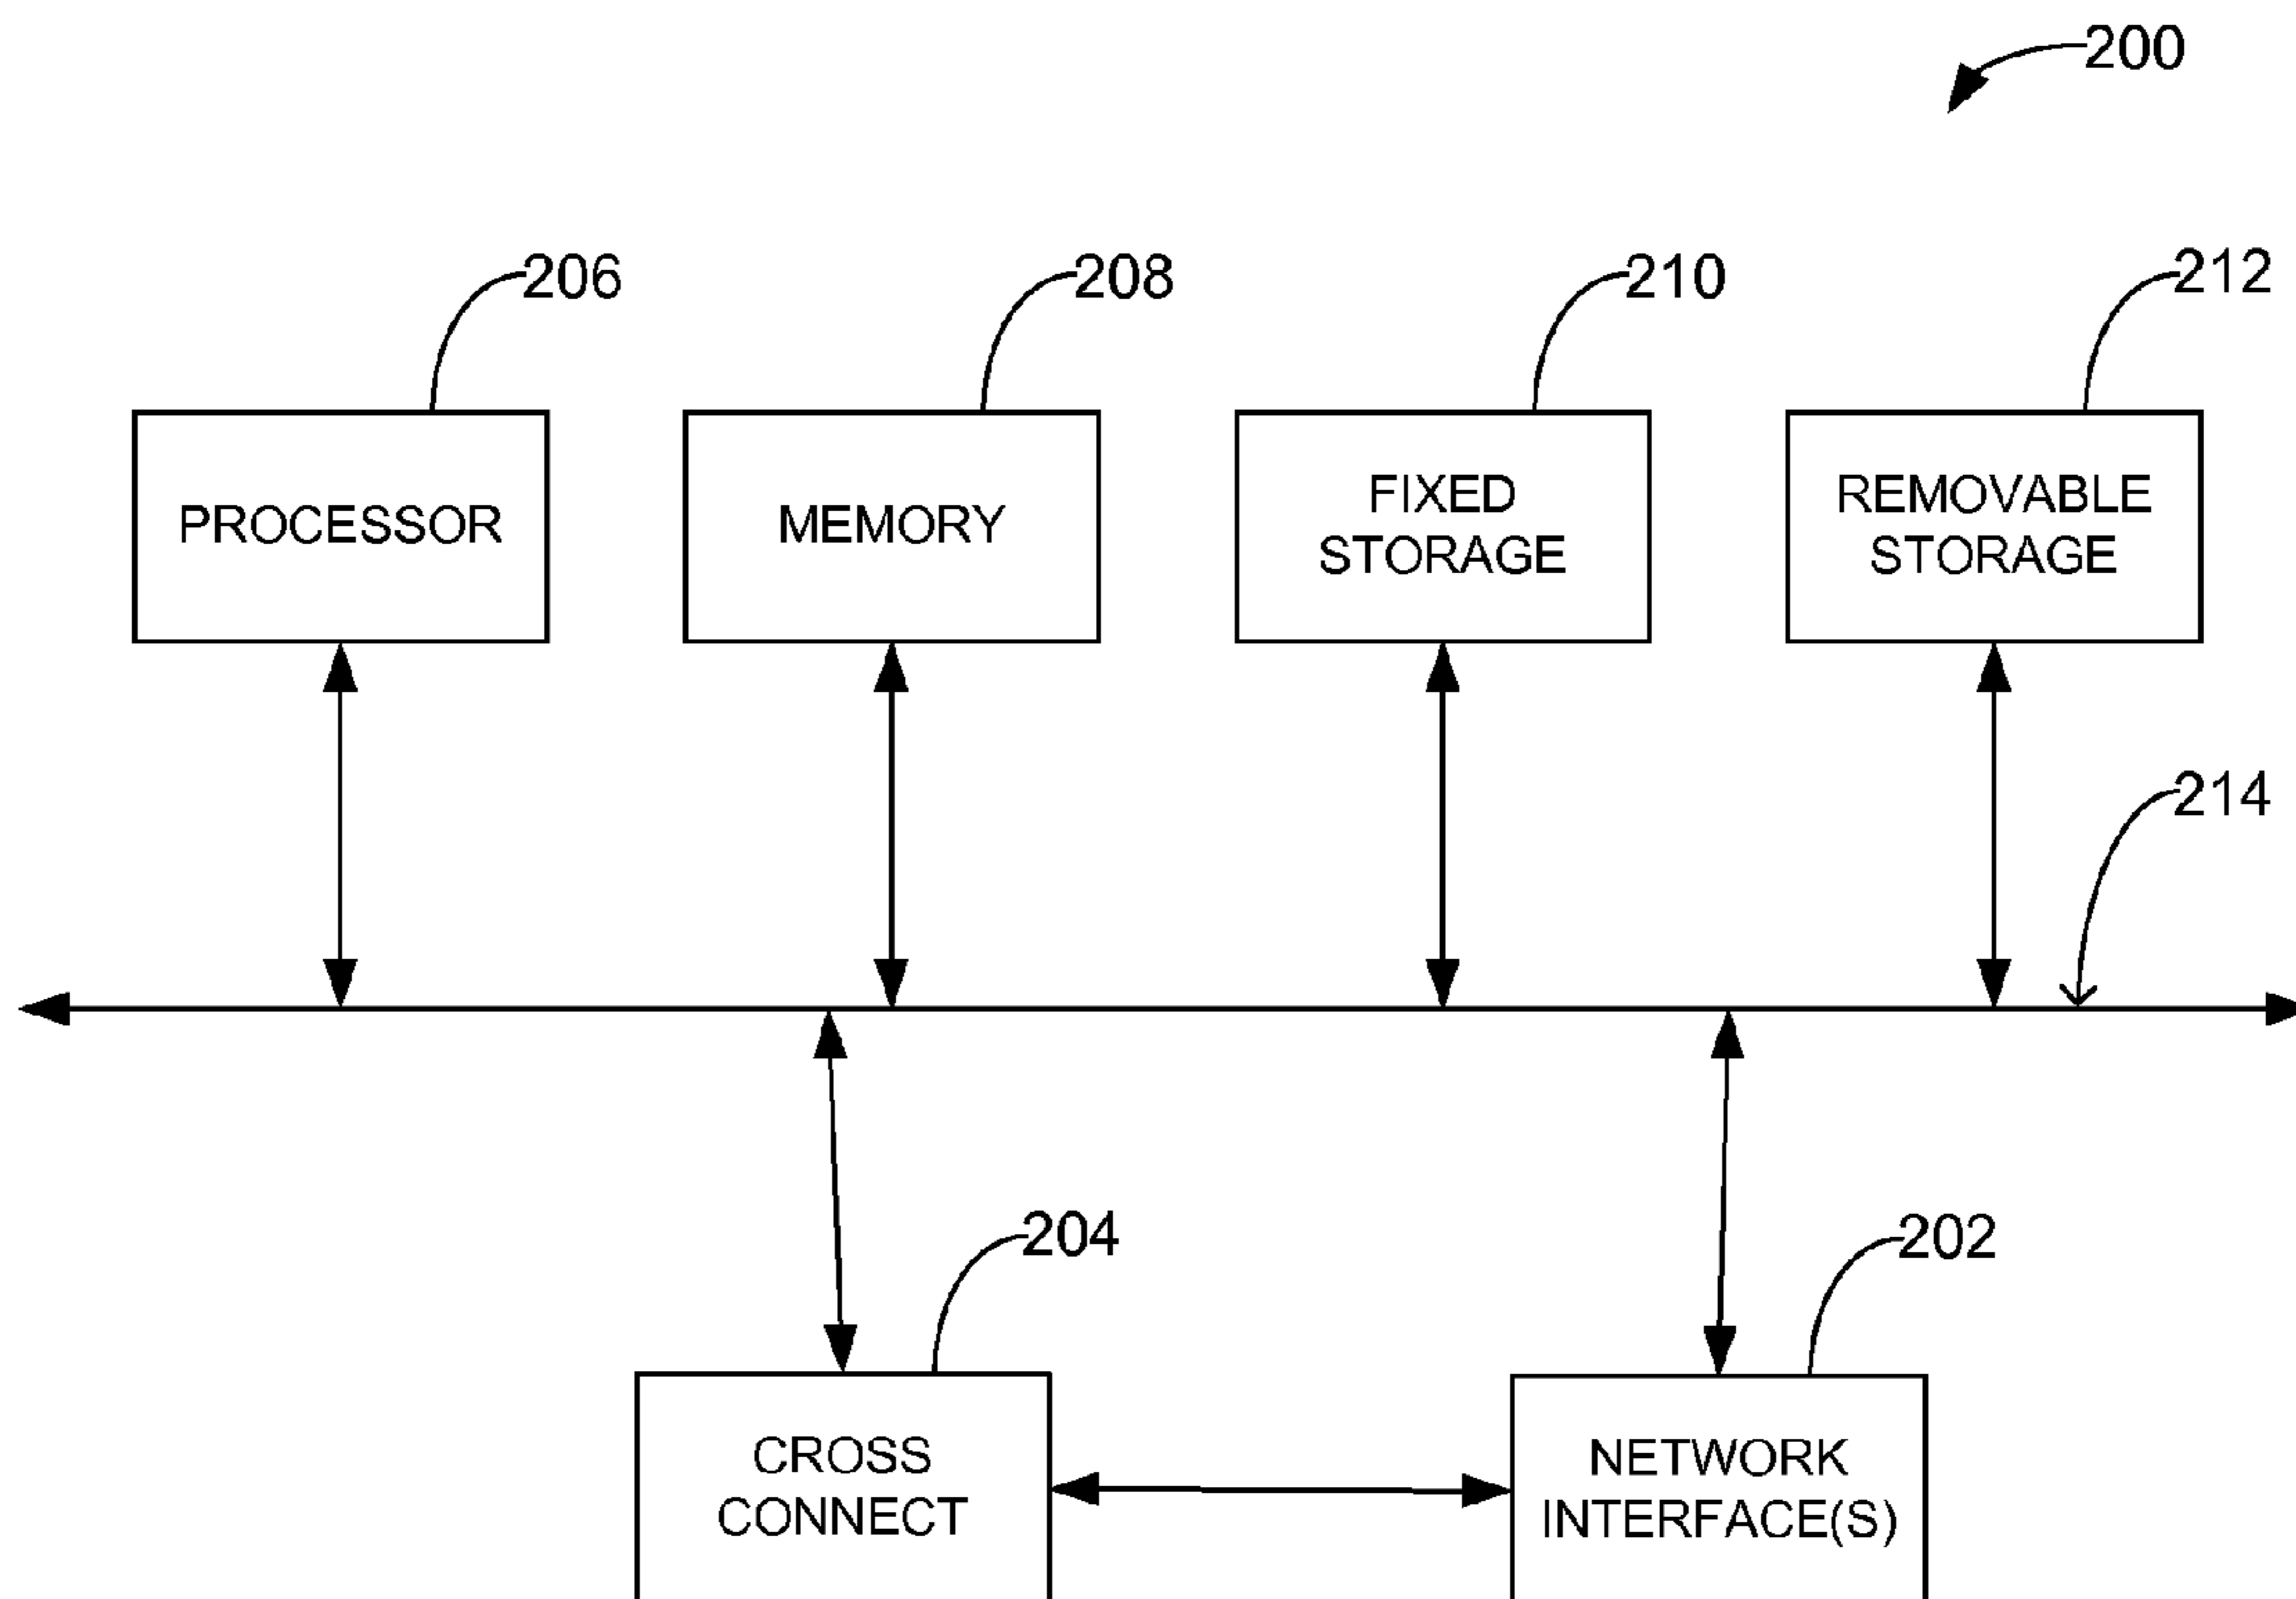 200
206
208
210
212
PROCESSOR
MEMORY
FIXED
STORAGE
REMOVABLE
STORAGE
214
204
202
CROSS
CONNECT
NETWORK
INTERFACE(S)